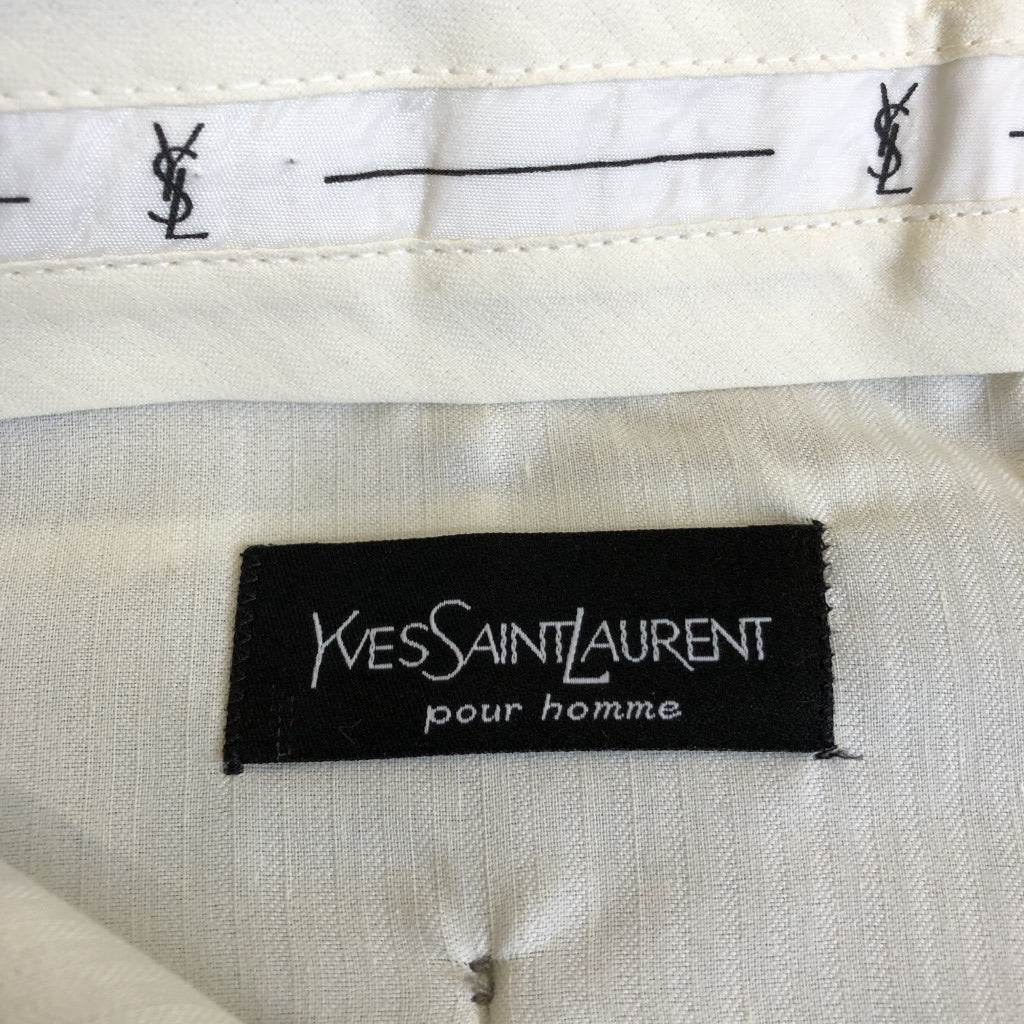 YSL YSL
YVES SAINT LAURENT
pour homme